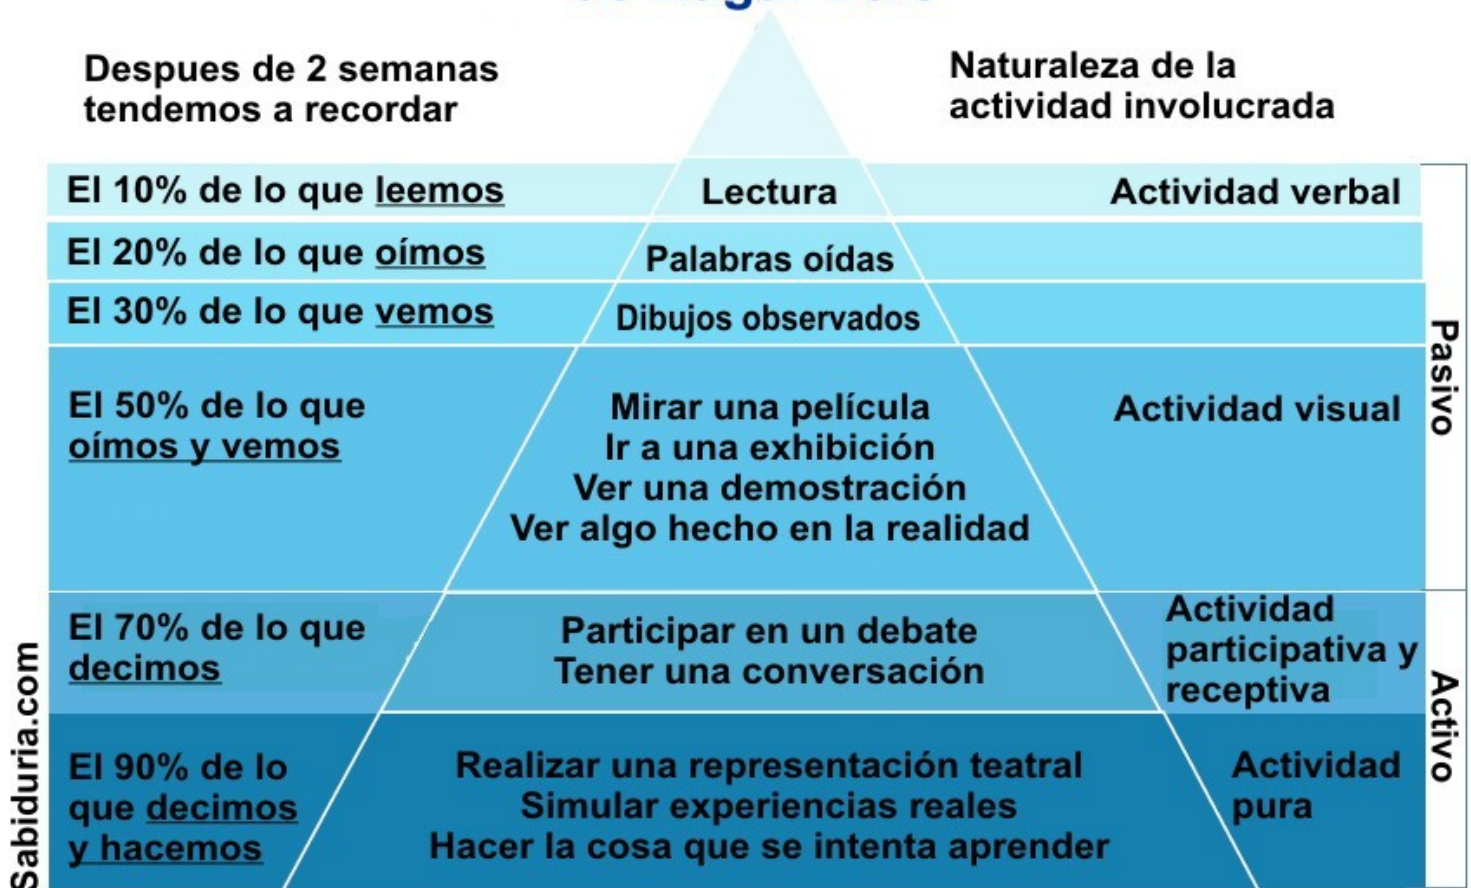 Despues de 2 semanas
tendemos a recordar
Naturaleza de la
actividad involucrada
El 10% de lo que leemos
Lectura
Actividad verbal
El 20% de lo que oímos
Palabras oídas
El 30% de lo que vemos
Dibujos observados
El 50% de lo que
oímos y vemos
Mirar una película
Ir a una exhibición
Ver una demostración
Ver algo hecho en la realidad
Actividad visual
Pasivo
El 70% de lo que
decimos
Participar en un debate
Tener una conversación
Actividad
participativa y
receptiva
El 90% de lo
que decimos
y hacemos
Realizar una representación teatral
Simular experiencias reales
Hacer la cosa que se intenta aprender
Actividad
pura
Activo
Sabiduria.com